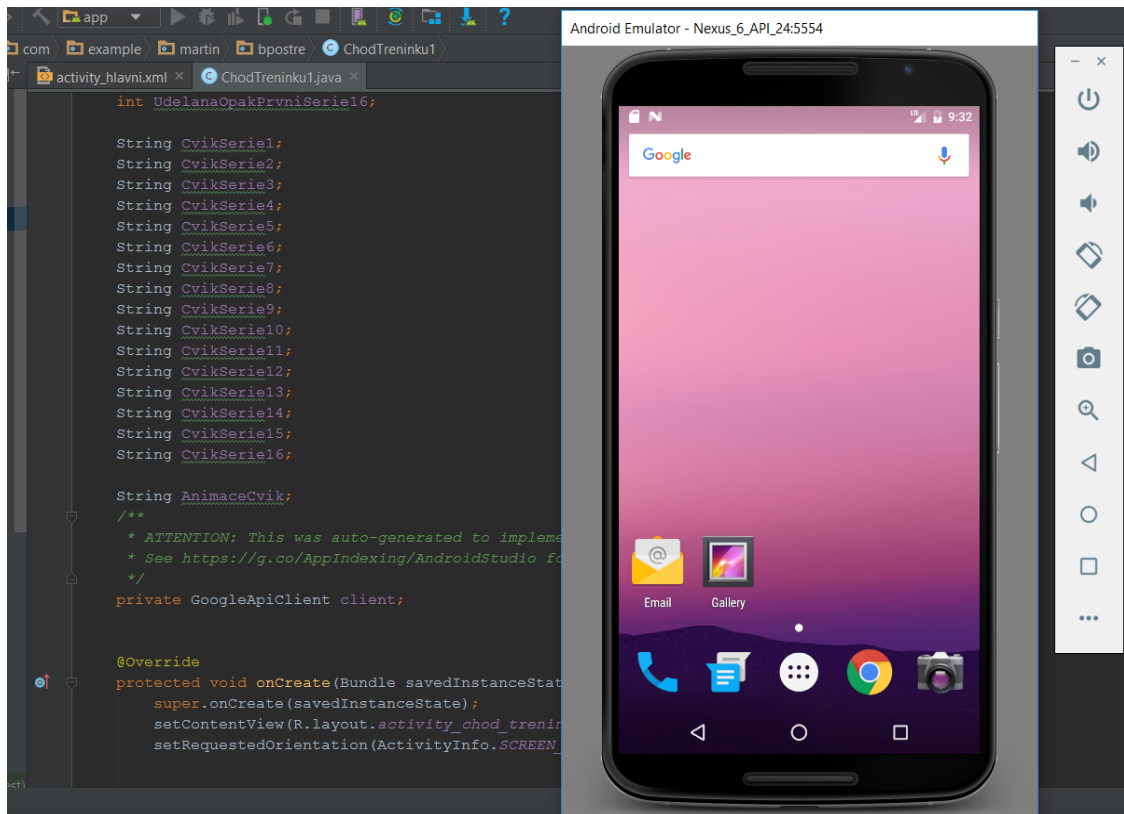 app
com example martin bpostre ChodTreninku1
activity_hlavni.xml ChodTreninku1.java
int UdelanaOpakPrvniSerie16;
String CvikSerie1;
String CvikSerie2;
String CvikSerie3;
String CvikSerie4;
String CvikSerie5;
String CvikSerie6;
String CvikSerie7;
String CvikSerie8;
String CvikSerie9;
String CvikSerie10;
String CvikSerie11;
String CvikSerie12;
String CvikSerie13;
String CvikSerie14;
String CvikSerie15;
String CvikSerie16;
String AnimaceCvik;
/**
* ATTENTION: This was auto-generated to impleme
* See https://g.co/AppIndexing/AndroidStudio fo
*/
private GoogleApiClient client;
@Override
protected void onCreate(Bundle savedInstanceStat
super.onCreate(savedInstanceState);
setContentView(R.layout.activity_chod_trenin
setRequestedOrientation(ActivityInfo.SCREEN_
est)
Android Emulator - Nexus_6_API_24:5554
LTE 9:32
Google
Email Gallery